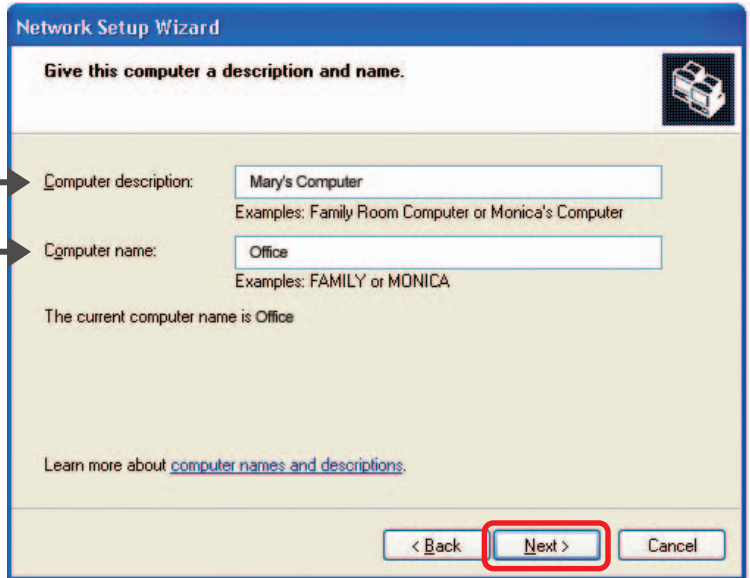 Network Setup Wizard
Give this computer a description and name.
Computer description: Mary's Computer
Examples: Family Room Computer or Monica's Computer
Computer name: Office
Examples: FAMILY or MONICA
The current computer name is Office
Learn more about computer names and descriptions.
< Back Next > Cancel